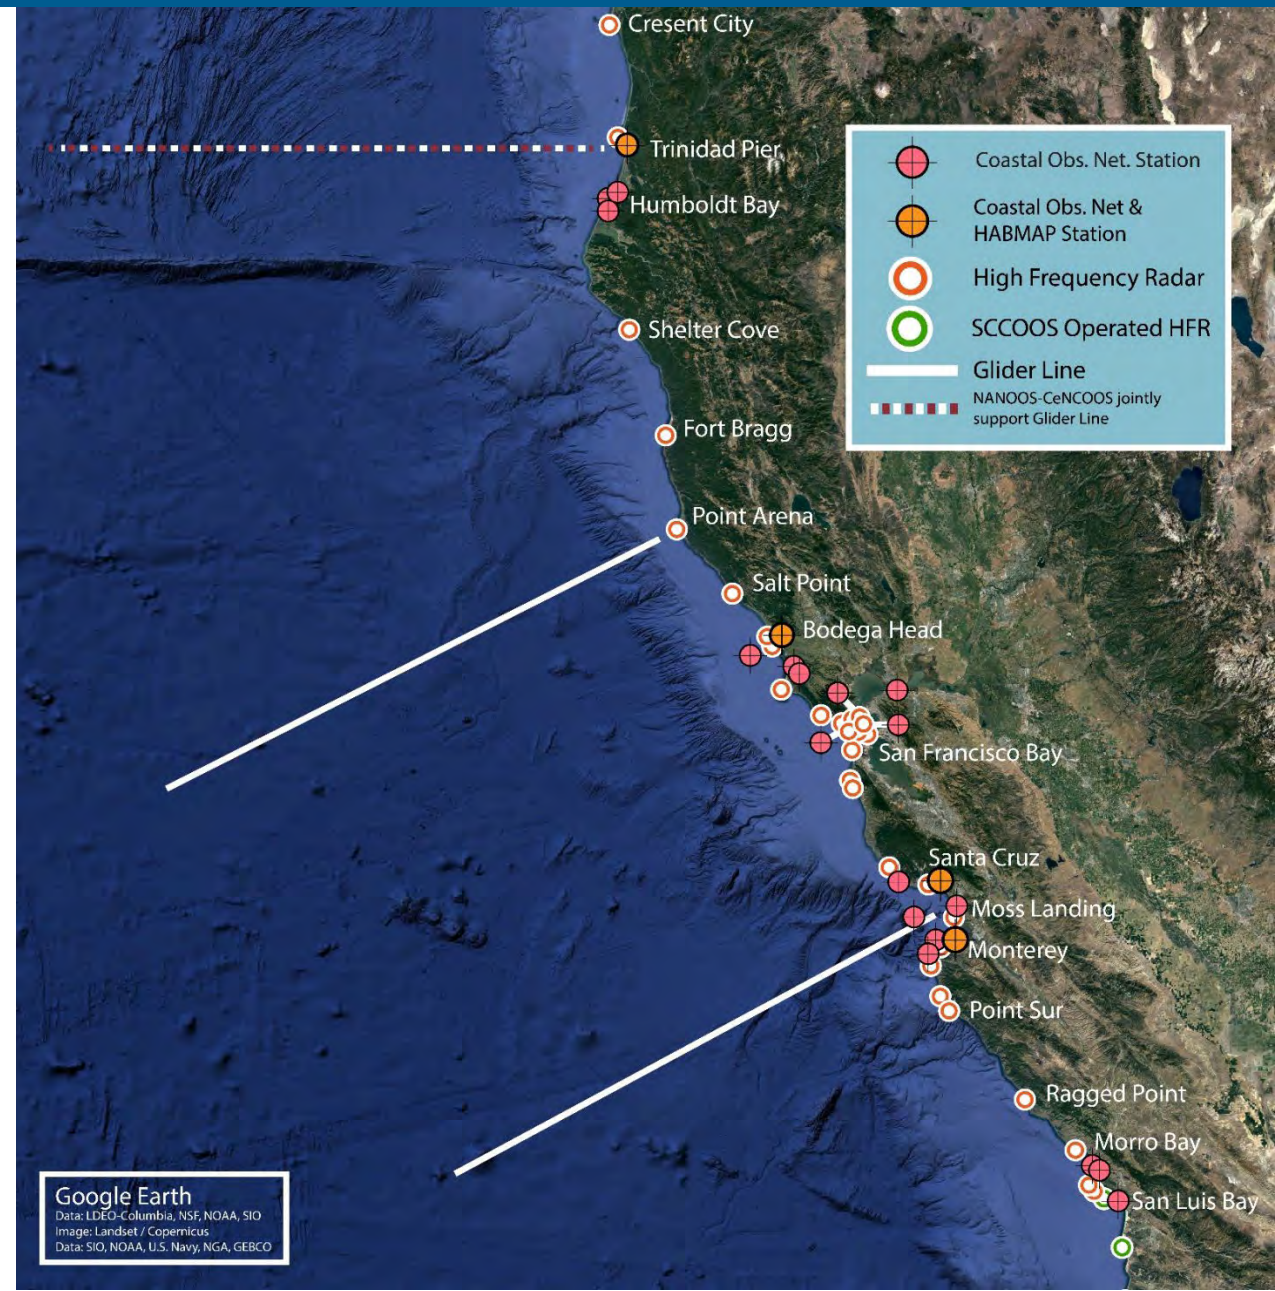 Cresent City
Trinidad Pier
Humboldt Bay
Shelter Cove
Fort Bragg
Point Arena
Salt Point
Bodega Head
San Francisco Bay
Santa Cruz
Moss Landing
Monterey
Point Sur
Ragged Point
Morro Bay
San Luis Bay
Coastal Obs. Net. Station
Coastal Obs. Net &
HABMAP Station
High Frequency Radar
SCCOOS Operated HFR
Glider Line
NANOOS-CeNCOOS jointly
support Glider Line
Google Earth
Data: LDEO-Columbia, NSF, NOAA, SIO
Image: Landset / Copernicus
Data: SIO, NOAA, U.S. Navy, NGA, GEBCO